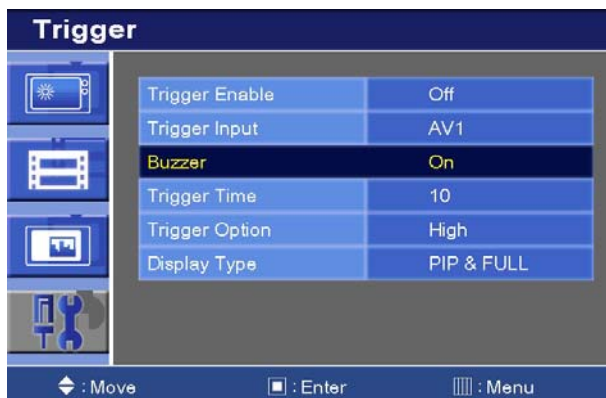 Trigger
Trigger Enable Off
Trigger Input AV1
Buzzer On
Trigger Time 10
Trigger Option High
Display Type PIP & FULL
: Move : Enter : Menu